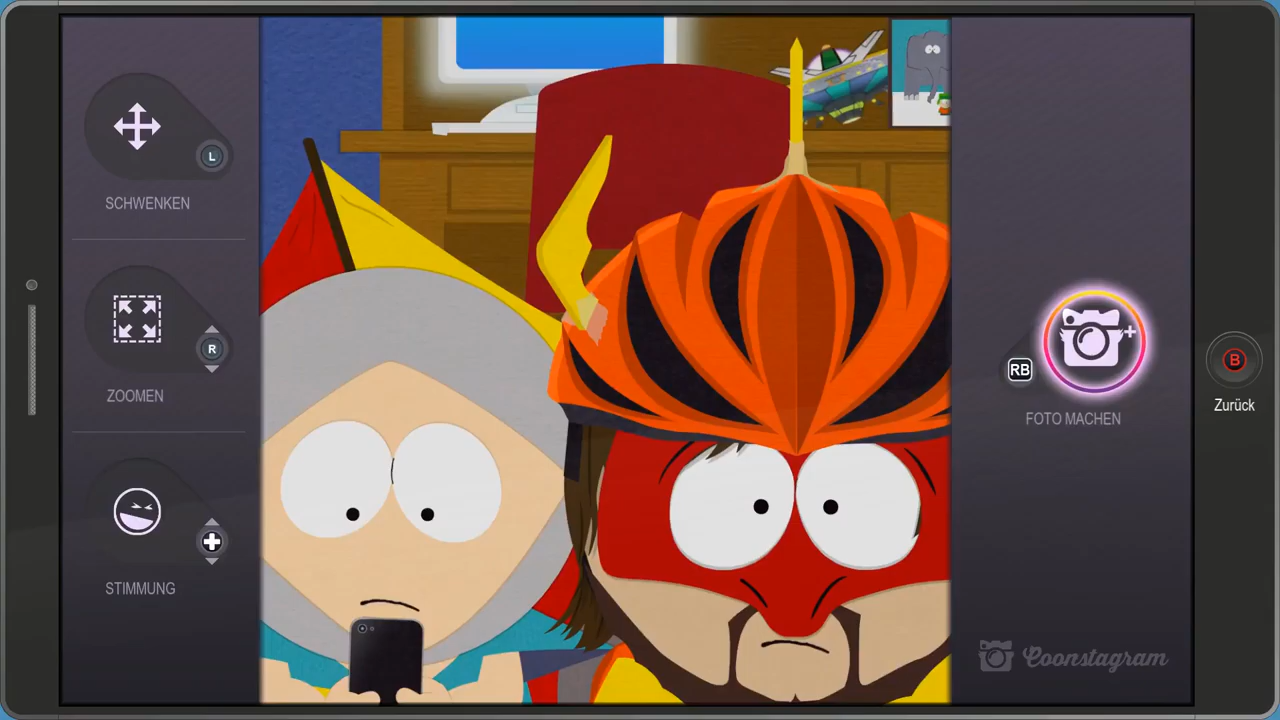 L
SCHWENKEN
R
ZOOMEN
STIMMUNG
RB
FOTO MACHEN
B
Zurück
Coonstagram